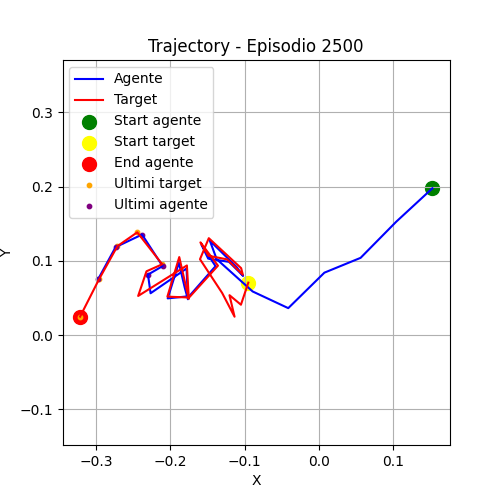 Trajectory - Episodio 2500
Agente
Target
Start agente
Start target
End agente
Ultimi target
Ultimi agente
0.3
0.2
0.1
0.0
−0.1
Y
−0.3
−0.2
−0.1
0.0
0.1
X